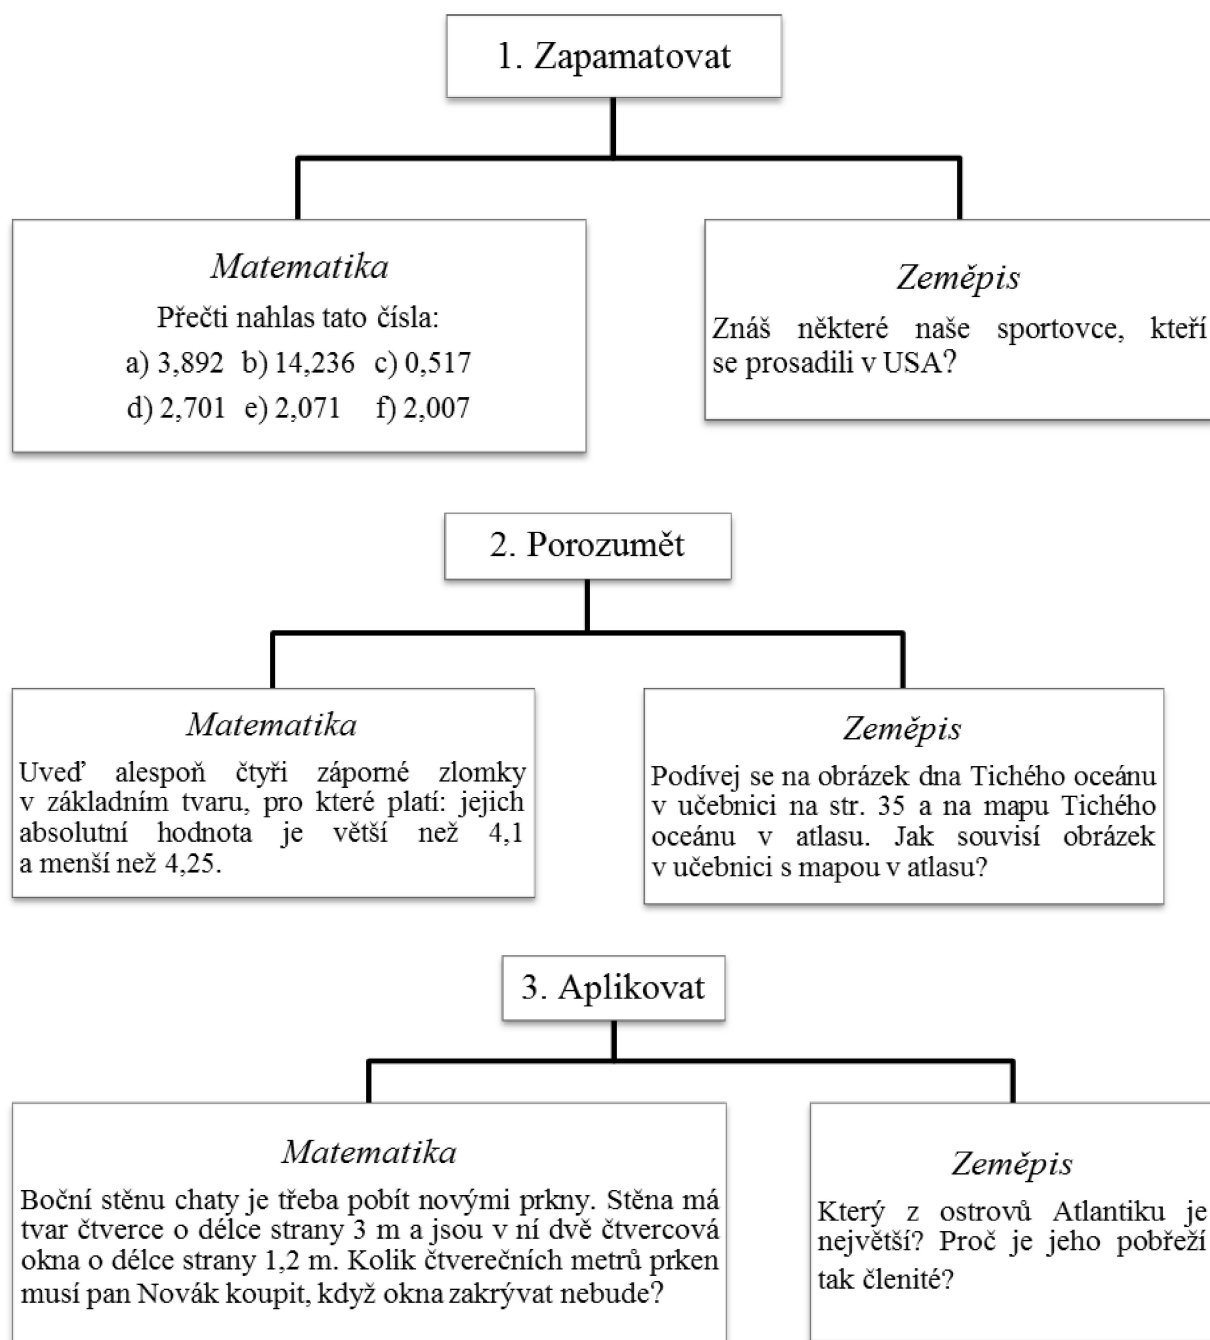 1. Zapamatovat
Matematika
Přečti nahlas tato čísla:
a) 3,892 b) 14,236 c) 0,517
d) 2,701 e) 2,071 f) 2,007
Zeměpis
Znáš některé naše sportovce, kteří
se prosadili v USA?
2. Porozumět
Matematika
Uveď alespoň čtyři záporné zlomky
v základním tvaru, pro které platí: jejich
absolutní hodnota je větší než 4,1
a menší než 4,25.
Zeměpis
Podívej se na obrázek dna Tichého oceánu
v učebnici na str. 35 a na mapu Tichého
oceánu v atlasu. Jak souvisí obrázek
v učebnici s mapou v atlasu?
3. Aplikovat
Matematika
Boční stěnu chaty je třeba pobít novými prkny. Stěna má
tvar čtverce o délce strany 3 m a jsou v ní dvě čtvercová
okna o délce strany 1,2 m. Kolik čtverečních metrů prken
musí pan Novák koupit, když okna zakrývat nebude?
Zeměpis
Který z ostrovů Atlantiku je
největší? Proč je jeho pobřeží
tak členité?